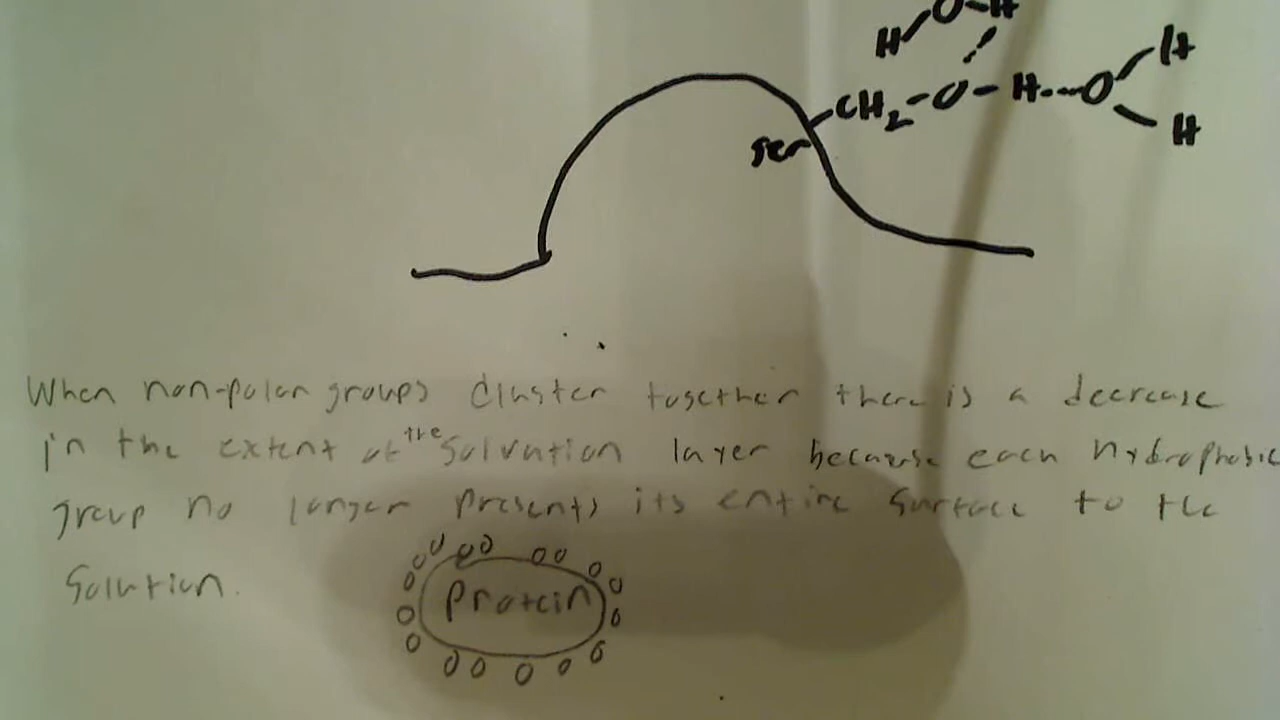 H O-H
CH2-O-H...O H
ser H
When non-polar groups cluster together there is a decrease
in the extent of the solvation layer because each hydrophobic
group no longer presents its entire surface to the
solution.
Protein